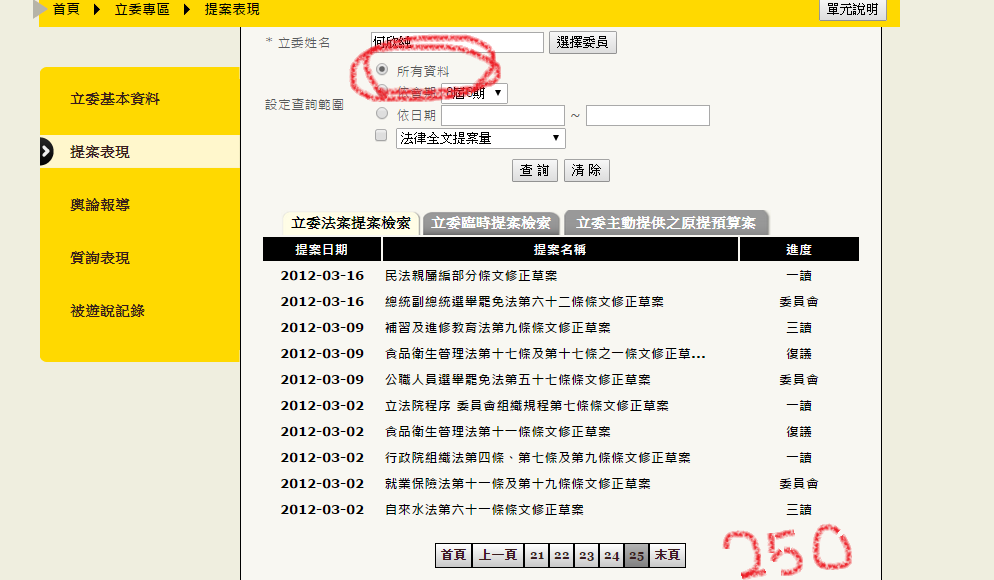 首頁 立委專區 提案表現
單元說明
* 立委姓名 何欣純 選擇委員
所有資料
設定查詢範圍
依會期 8屆6期
依日期 ~
法律全文提案量
查詢 清除
立委基本資料
提案表現
輿論報導
質詢表現
被遊說記錄
立委法案提案檢索 立委臨時提案檢索 立委主動提供之原提預算案
提案日期 提案名稱 進度
2012-03-16 民法親屬編部分條文修正草案 一讀
2012-03-16 總統副總統選舉罷免法第六十二條條文修正草案 委員會
2012-03-09 補習及進修教育法第九條條文修正草案 三讀
2012-03-09 食品衛生管理法第十七條及第十七條之一條文修正草... 復議
2012-03-09 公職人員選舉罷免法第五十七條條文修正草案 委員會
2012-03-02 立法院程序 委員會組織規程第七條條文修正草案 一讀
2012-03-02 食品衛生管理法第十一條條文修正草案 復議
2012-03-02 行政院組織法第四條、第七條及第九條條文修正草案 一讀
2012-03-02 就業保險法第十一條及第十九條條文修正草案 委員會
2012-03-02 自來水法第六十一條條文修正草案 三讀
首頁 上一頁 21 22 23 24 25 末頁
250